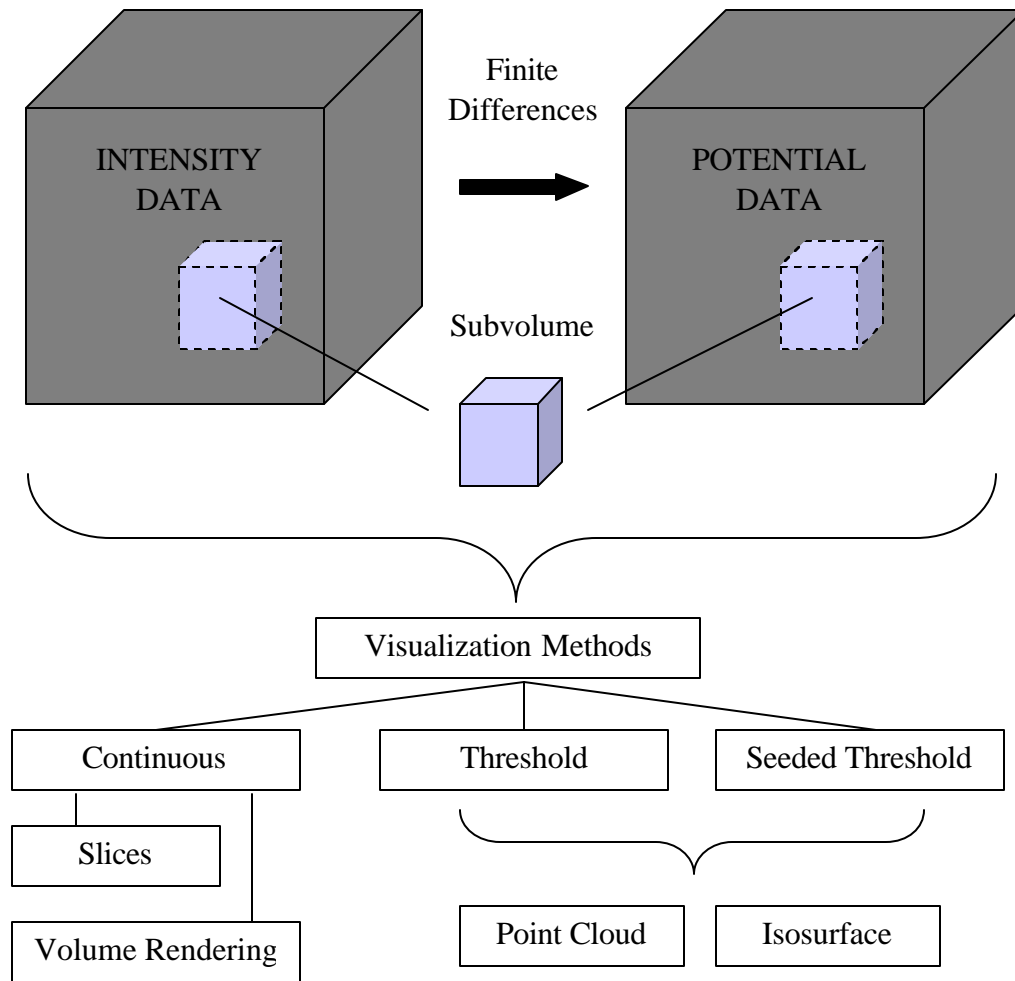 Finite
Differences
INTENSITY
DATA
POTENTIAL
DATA
Subvolume
Visualization Methods
Continuous
Threshold
Seeded Threshold
Slices
Volume Rendering
Point Cloud
Isosurface